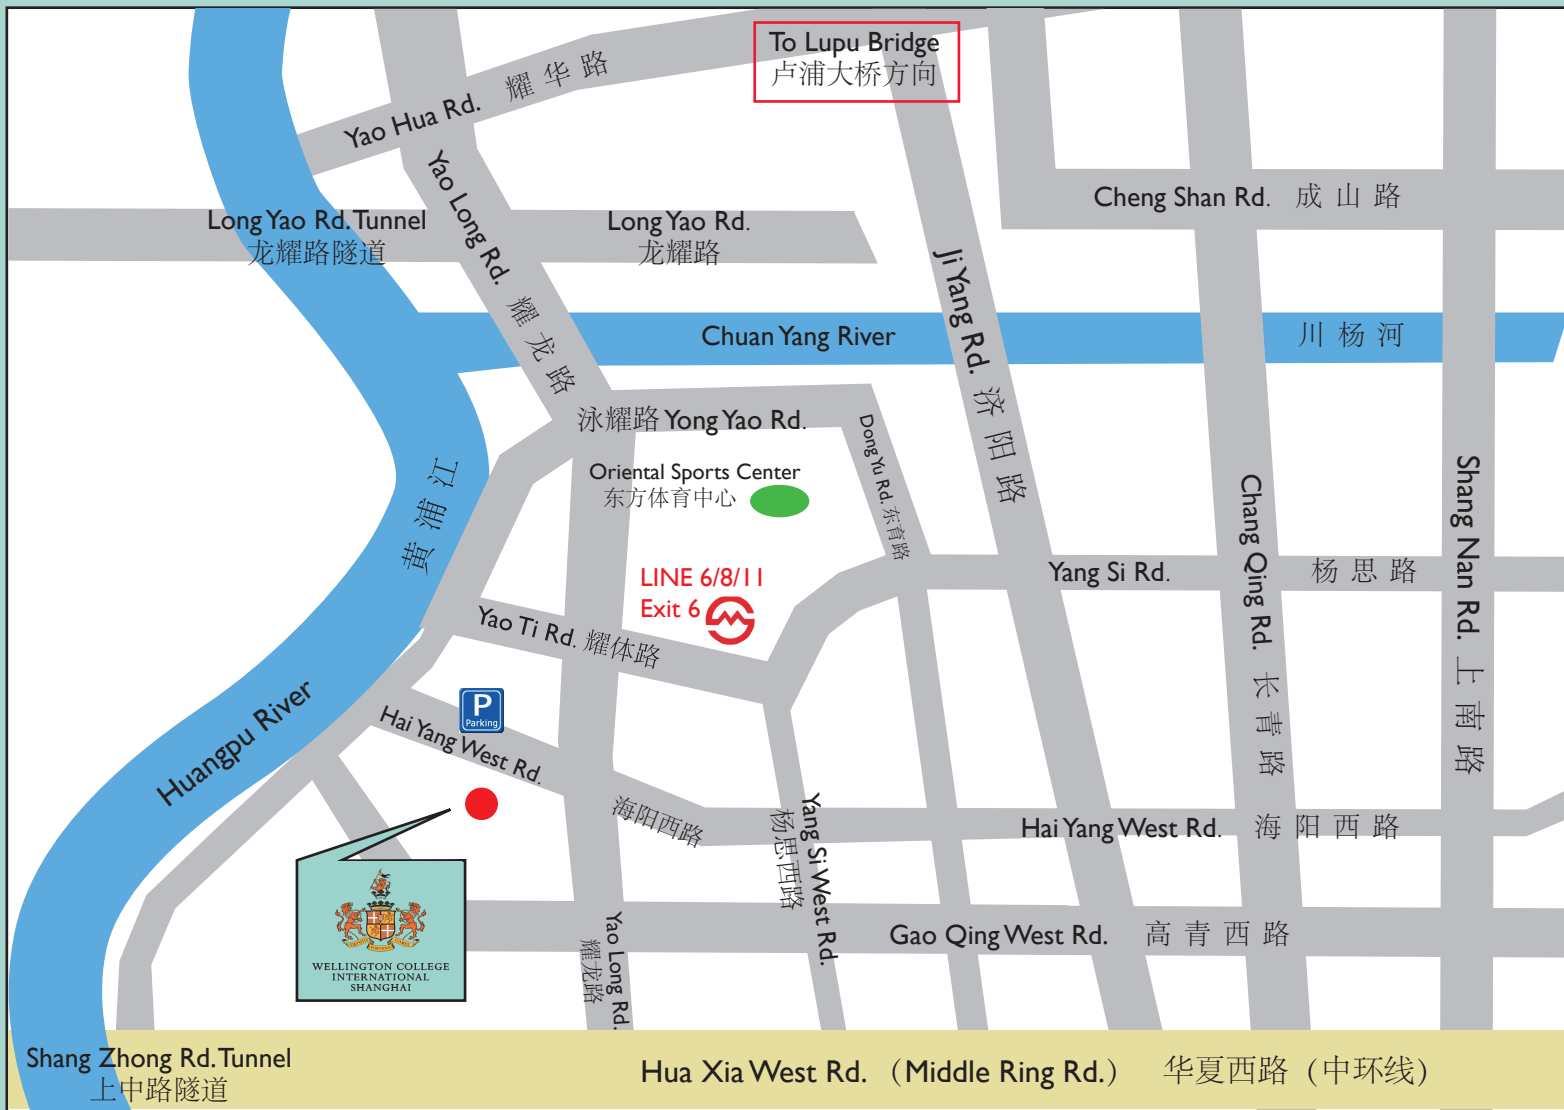 To Lupu Bridge
卢浦大桥方向
Yao Hua Rd. 耀华路
Cheng Shan Rd. 成山路
Long Yao Rd. Tunnel
龙耀路隧道
Yao Long Rd. 耀龙路
Long Yao Rd.
龙耀路
Ji Yang Rd. 济阳路
Chuan Yang River 川杨河
泳耀路 Yong Yao Rd.
Dong Yu Rd. 东育路
Oriental Sports Center
东方体育中心
黄浦江
Huangpu River
LINE 6/8/11
Exit 6
Yang Si Rd. 杨思路
Chang Qing Rd. 长青路
Shang Nan Rd. 上南路
Yao Ti Rd. 耀体路
P
Parking
Hai Yang West Rd.
海阳西路
Yang Si West Rd.
杨思西路
Hai Yang West Rd. 海阳西路
Gao Qing West Rd. 高青西路
Yao Long Rd.
耀龙路
WELLINGTON COLLEGE
INTERNATIONAL
SHANGHAI
Shang Zhong Rd. Tunnel
上中路隧道
Hua Xia West Rd. （Middle Ring Rd.） 华夏西路（中环线）